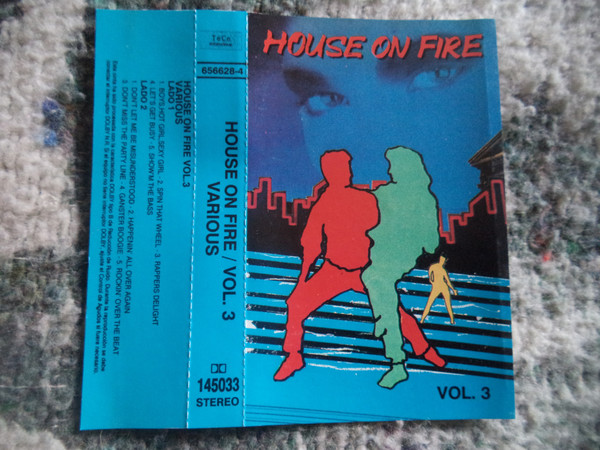 HOUSE ON FIRE
VOL. 3
HOUSE ON FIRE / VOL. 3
VARIOUS
656628-4
145033
STEREO
HOUSE ON FIRE VOL.3
VARIOUS
LADO 1
1. BOYS,HOT GIRL,SEXY GIRL - 2. SPIN THAT WHEEL - 3. RAPPERS DELIGHT
4. LET'S GET BUSY - 5. SHOW'M THE BASS
LADO 2
1. DON'T LET ME BE MISUNDERSTOOD - 2. HAPPENIN' ALL OVER AGAIN
3. DON'T MISS THE PARTY LINE - 4. GANSTER BOOGIE - 5. ROCKIN' OVER THE BEAT